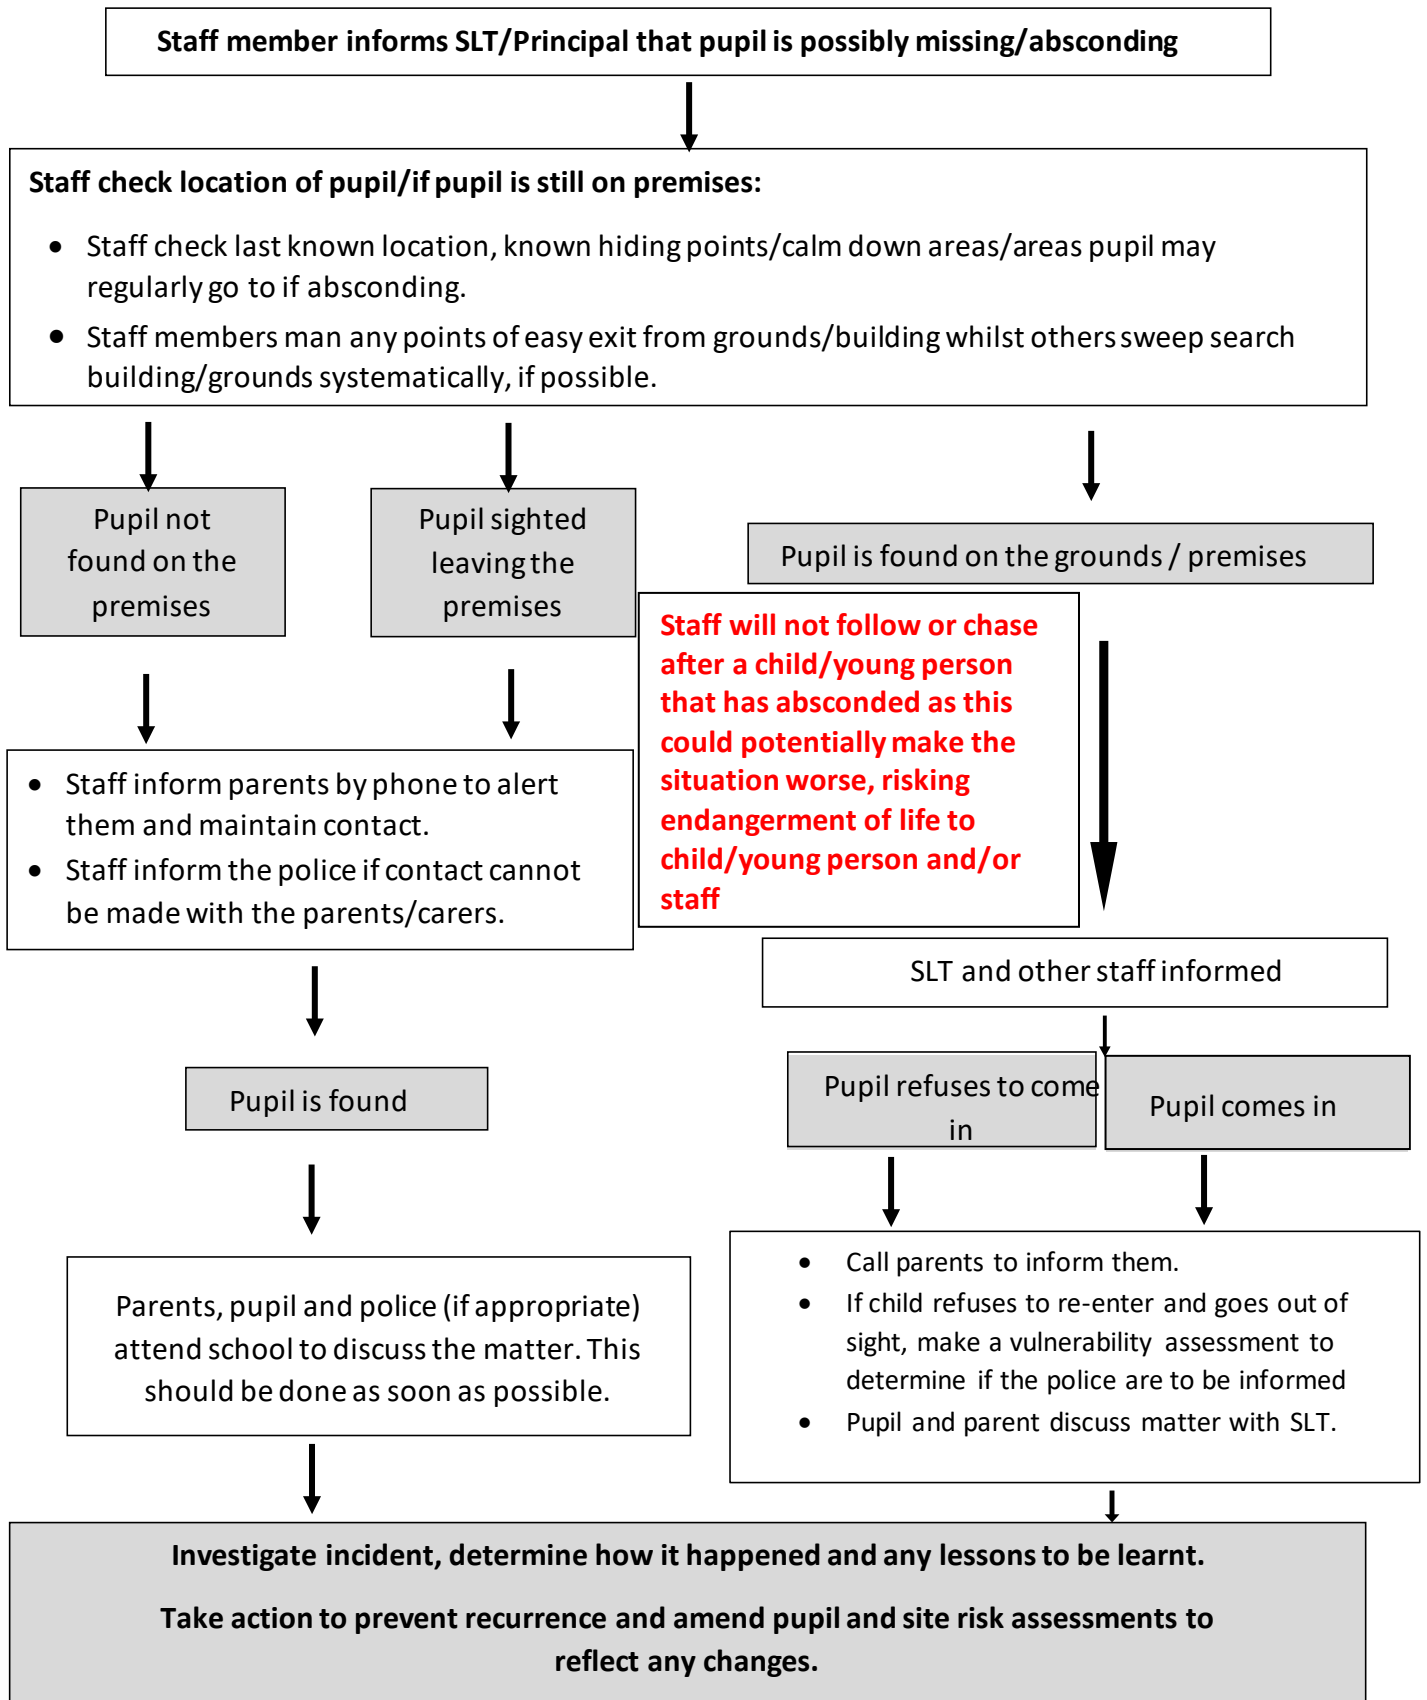 Staff member informs SLT/Principal that pupil is possibly missing/absconding
Staff check location of pupil/if pupil is still on premises:
• Staff check last known location, known hiding points/calm down areas/areas pupil may
regularly go to if absconding.
• Staff members man any points of easy exit from grounds/building whilst others sweep search
building/grounds systematically, if possible.
Pupil not
found on the
premises
Pupil sighted
leaving the
premises
Pupil is found on the grounds / premises
Staff will not follow or chase
after a child/young person
that has absconded as this
could potentially make the
situation worse, risking
endangerment of life to
child/young person and/or
staff
• Staff inform parents by phone to alert
them and maintain contact.
• Staff inform the police if contact cannot
be made with the parents/carers.
SLT and other staff informed
Pupil is found
Pupil refuses to come
in
Pupil comes in
Parents, pupil and police (if appropriate)
attend school to discuss the matter. This
should be done as soon as possible.
• Call parents to inform them.
• If child refuses to re-enter and goes out of
sight, make a vulnerability assessment to
determine if the police are to be informed
• Pupil and parent discuss matter with SLT.
Investigate incident, determine how it happened and any lessons to be learnt.
Take action to prevent recurrence and amend pupil and site risk assessments to
reflect any changes.